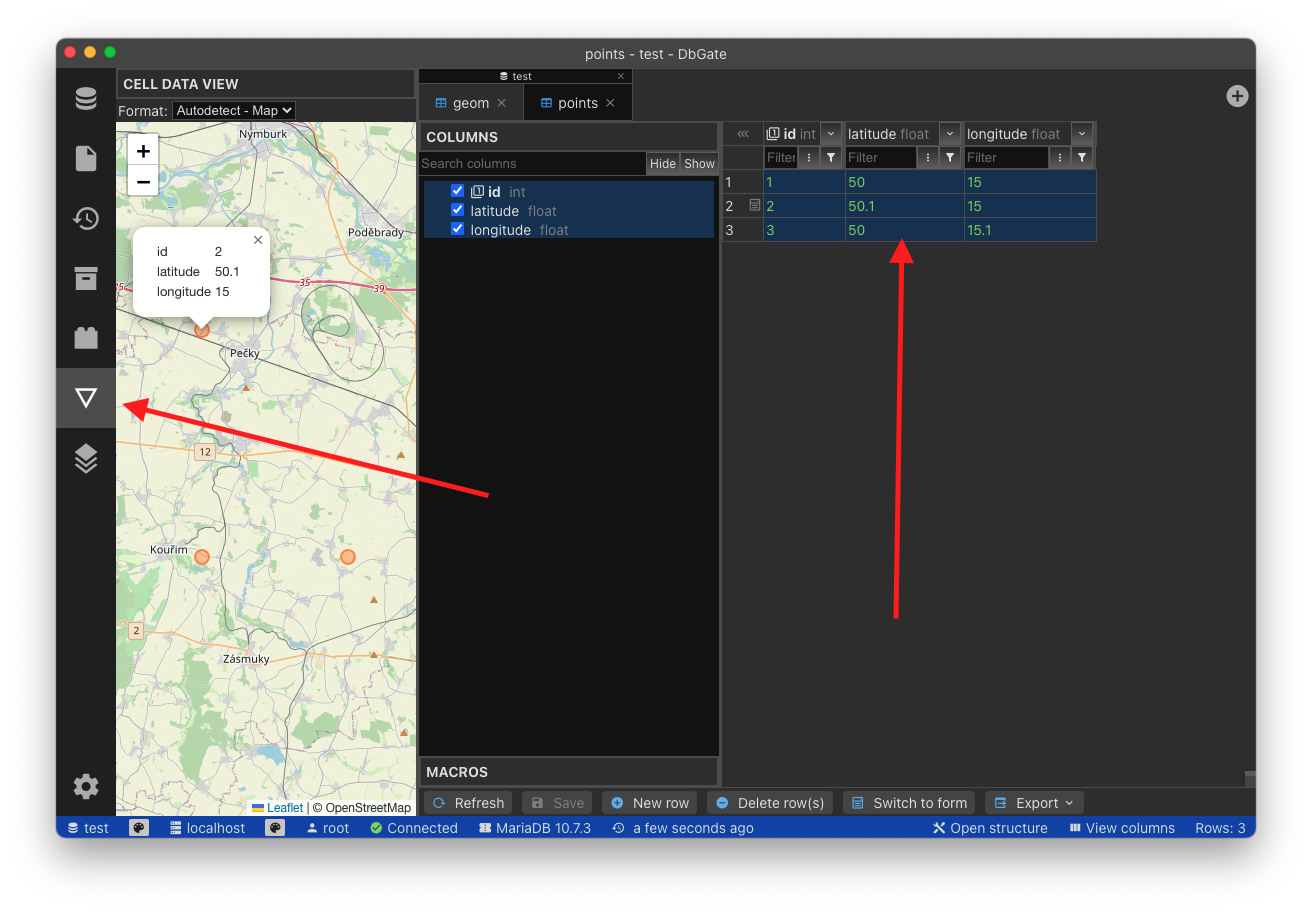 points - test - DbGate
CELL DATA VIEW
Format: Autodetect - Map
+
−
Nymburk
Poděbrady
id 2
latitude 50.1
longitude 15
×
35
35
39
Pečky
12
Kouřim
2
Zásmuky
Leaflet | © OpenStreetMap
test ×
geom × points ×
COLUMNS
Search columns Hide Show
id int
latitude float
longitude float
MACROS
id int latitude float longitude float
Filter Filter Filter
1 1 50 15
2 2 50.1 15
3 3 50 15.1
Refresh Save New row Delete row(s) Switch to form Export
test localhost root Connected MariaDB 10.7.3 a few seconds ago Open structure View columns Rows: 3